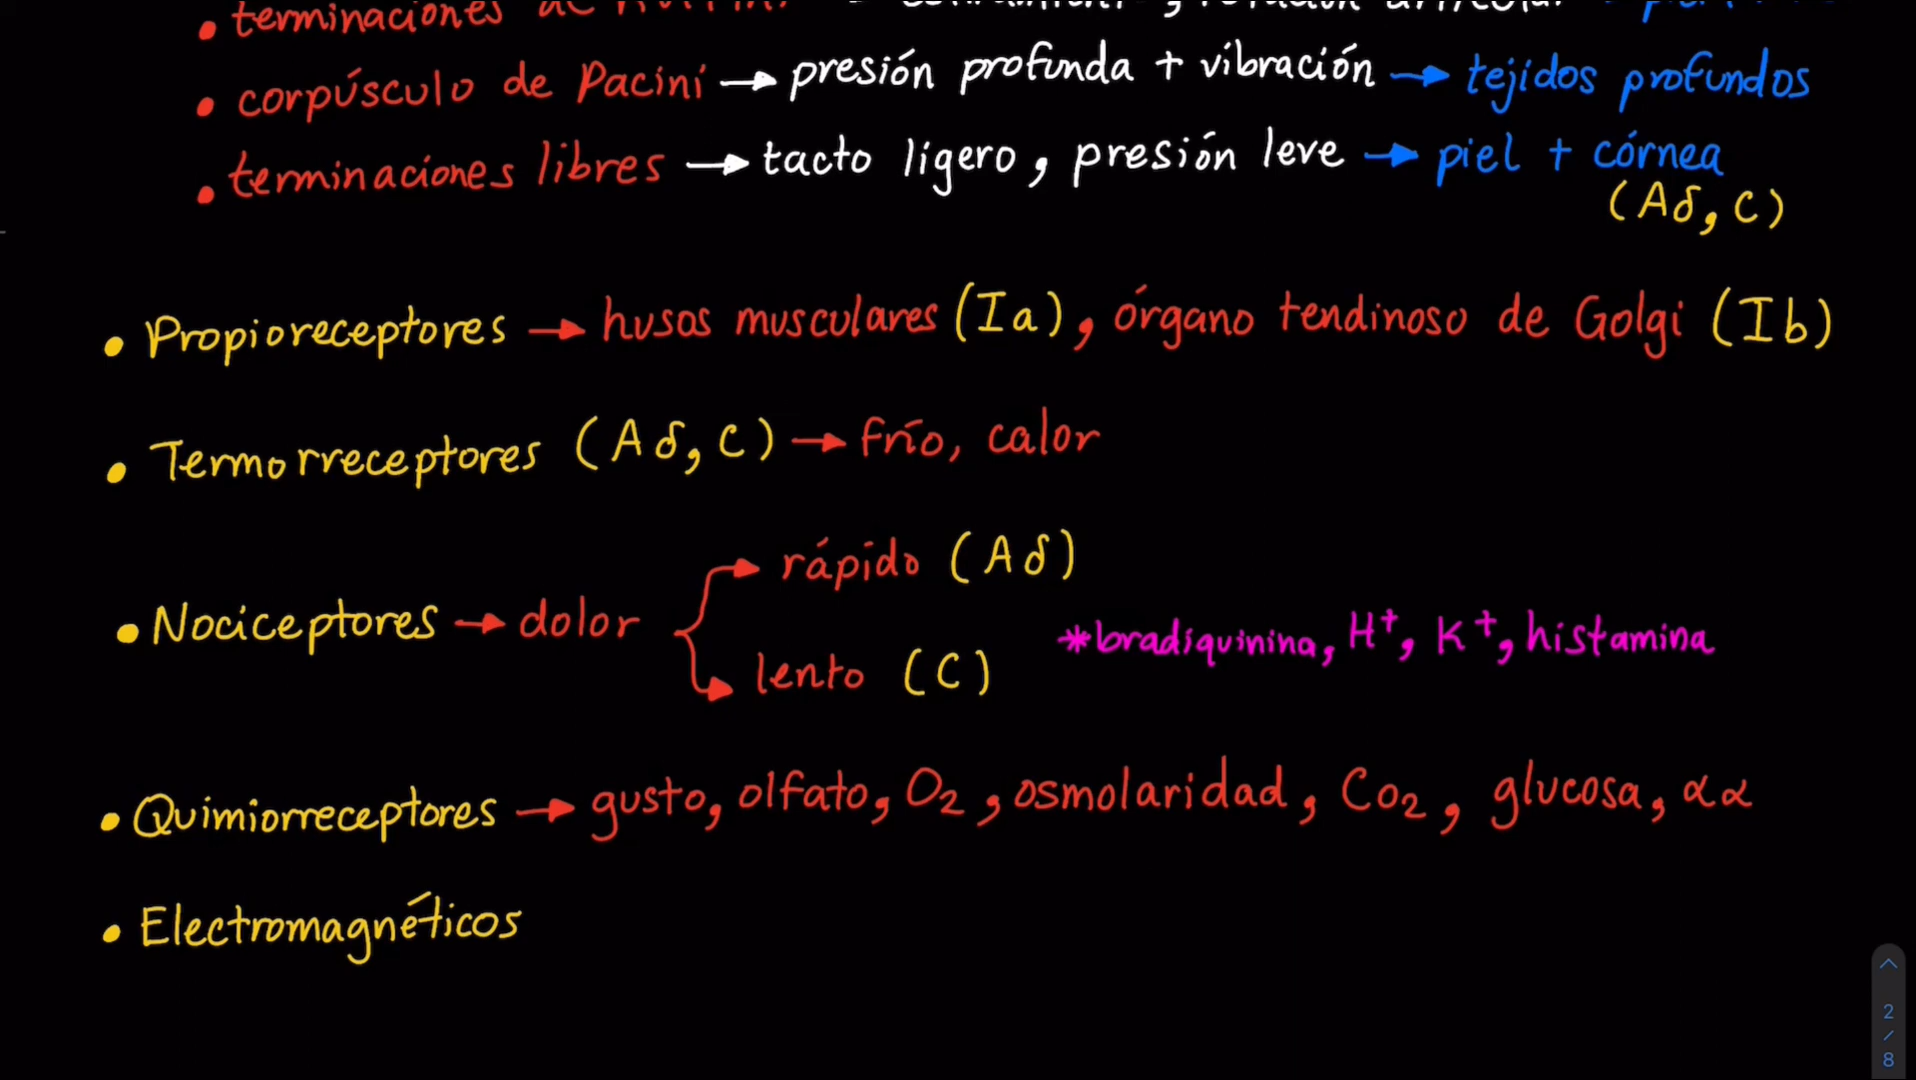 • terminaciones de
• corpúsculo de Pacini → presión profunda + vibración → tejidos profundos
• terminaciones libres → tacto ligero, presión leve → piel + córnea
(Aδ, C)
• Propioreceptores → husos musculares (Ia), órgano tendinoso de Golgi (Ib)
• Termorreceptores (Aδ, C) → frío, calor
rápido (Aδ)
• Nociceptores → dolor
*bradiquinina, H⁺, K⁺, histamina
lento (C)
• Quimiorreceptores → gusto, olfato, O₂, osmolaridad, Co₂, glucosa, αα
• Electromagnéticos
2
/
8